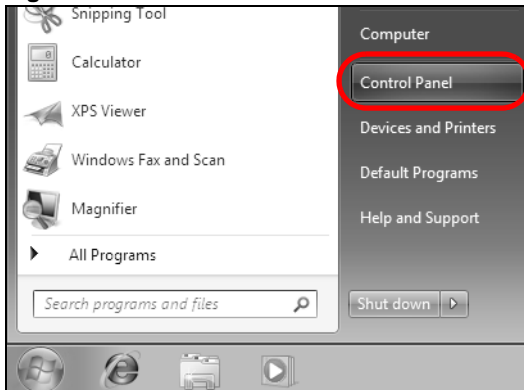 Snipping Tool
Calculator
XPS Viewer
Windows Fax and Scan
Magnifier
All Programs
Search programs and files
Computer
Control Panel
Devices and Printers
Default Programs
Help and Support
Shut down